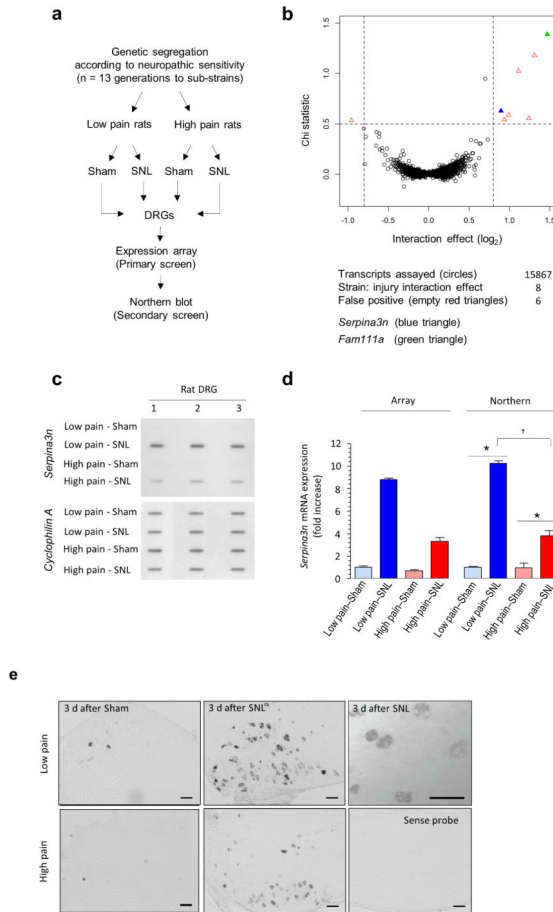 a
Genetic segregation
according to neuropathic sensitivity
(n = 13 generations to sub-strains)
Low pain rats
High pain rats
Sham
SNL
Sham
SNL
DRGs
Expression array
(Primary screen)
Northern blot
(Secondary screen)
b
Chi statistic
1.5
1.0
0.5
0.0
-1.0
-0.5
0.0
0.5
1.0
1.5
Interaction effect (log2)
Transcripts assayed (circles) 15867
Strain: injury interaction effect 8
False positive (empty red triangles) 6
Serpina3n (blue triangle)
Fam111a (green triangle)
c
Rat DRG
1 2 3
Serpina3n
Low pain - Sham
Low pain - SNL
High pain - Sham
High pain - SNL
Cyclophilin A
Low pain - Sham
Low pain - SNL
High pain - Sham
High pain - SNL
d
Array
Northern
Serpina3n mRNA expression
(fold increase)
12
10
8
6
4
2
0
*
†
*
Low pain–Sham
Low pain–SNL
High pain–Sham
High pain–SNL
Low pain–Sham
Low pain–SNL
High pain–Sham
High pain–SNL
e
Low pain
3 d after Sham
3 d after SNL
3 d after SNL
High pain
Sense probe